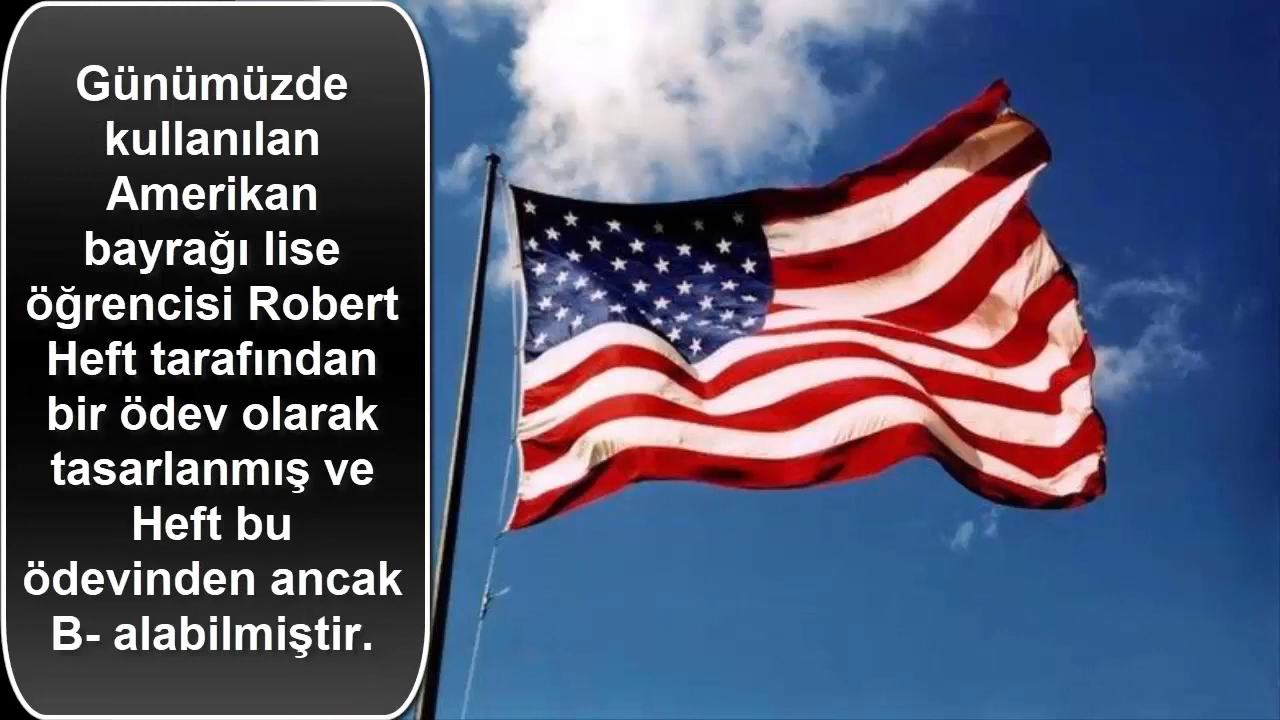 Günümüzde
kullanılan
Amerikan
bayrağı lise
öğrencisi Robert
Heft tarafından
bir ödev olarak
tasarlanmış ve
Heft bu
ödevinden ancak
B- alabilmiştir.